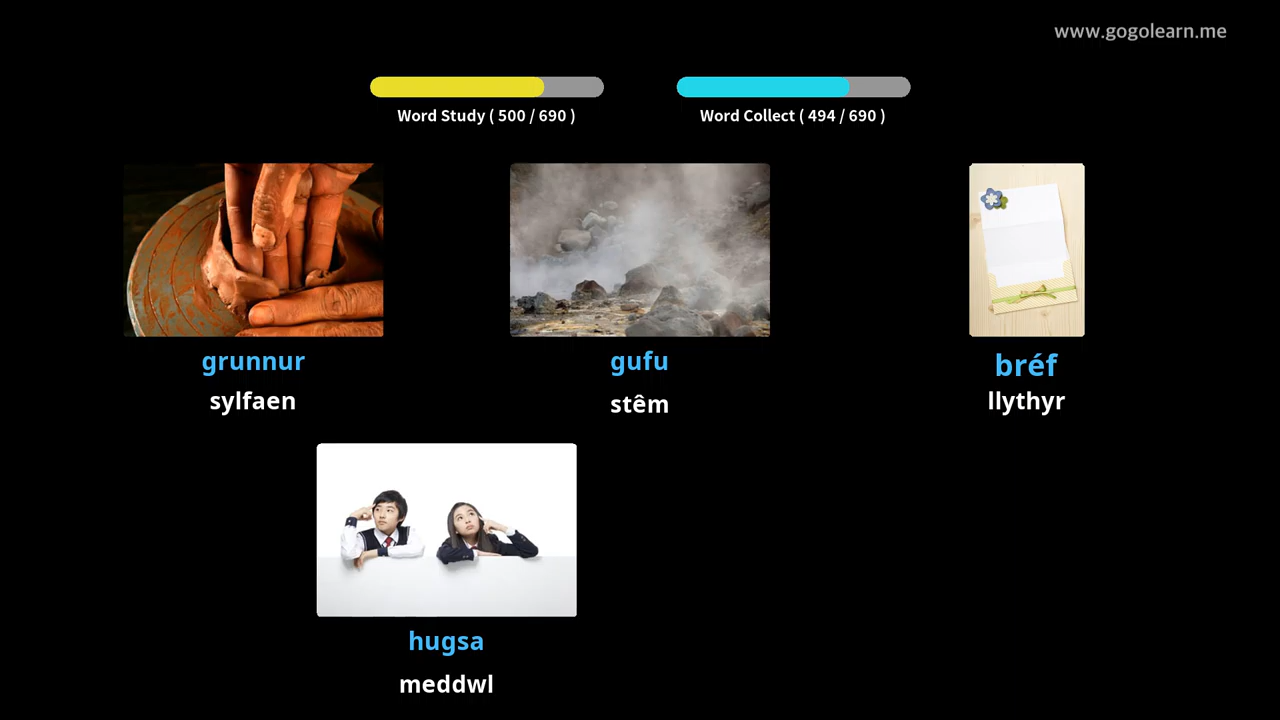 www.gogolearn.me
Word Study ( 500 / 690 )
Word Collect ( 494 / 690 )
grunnur
sylfaen
gufu
stêm
bréf
llythyr
hugsa
meddwl